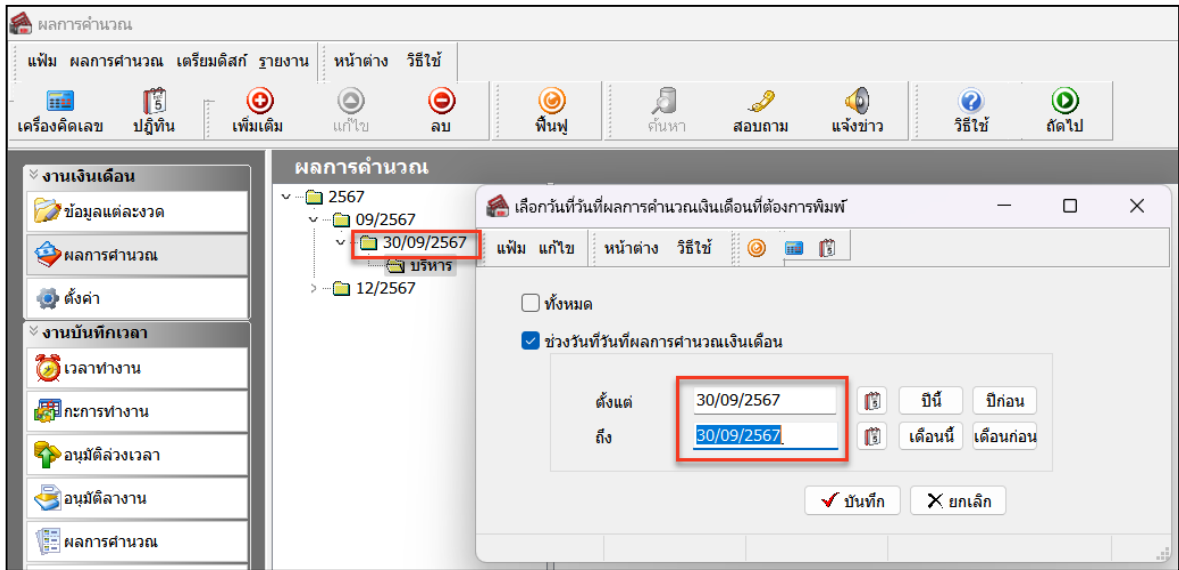 ผลการคำนวณ
แฟ้ม ผลการคำนวณ เตรียมดิสก์ รายงาน หน้าต่าง วิธีใช้
เครื่องคิดเลข ปฏิทิน เพิ่มเติม แก้ไข ลบ ฟื้นฟู ค้นหา สอบถาม แจ้งข่าว วิธีใช้ ถัดไป
งานเงินเดือน
ข้อมูลแต่ละงวด
ผลการคำนวณ
ตั้งค่า
งานบันทึกเวลา
เวลาทำงาน
กะการทำงาน
อนุมัติล่วงเวลา
อนุมัติลางาน
ผลการคำนวณ
ผลการคำนวณ
2567
09/2567
30/09/2567
บริหาร
12/2567
เลือกวันที่วันที่ผลการคำนวณเงินเดือนที่ต้องการพิมพ์
แฟ้ม แก้ไข หน้าต่าง วิธีใช้
ทั้งหมด
ช่วงวันที่วันที่ผลการคำนวณเงินเดือน
ตั้งแต่ 30/09/2567 ปีนี้ ปีก่อน
ถึง 30/09/2567 เดือนนี้ เดือนก่อน
บันทึก ยกเลิก